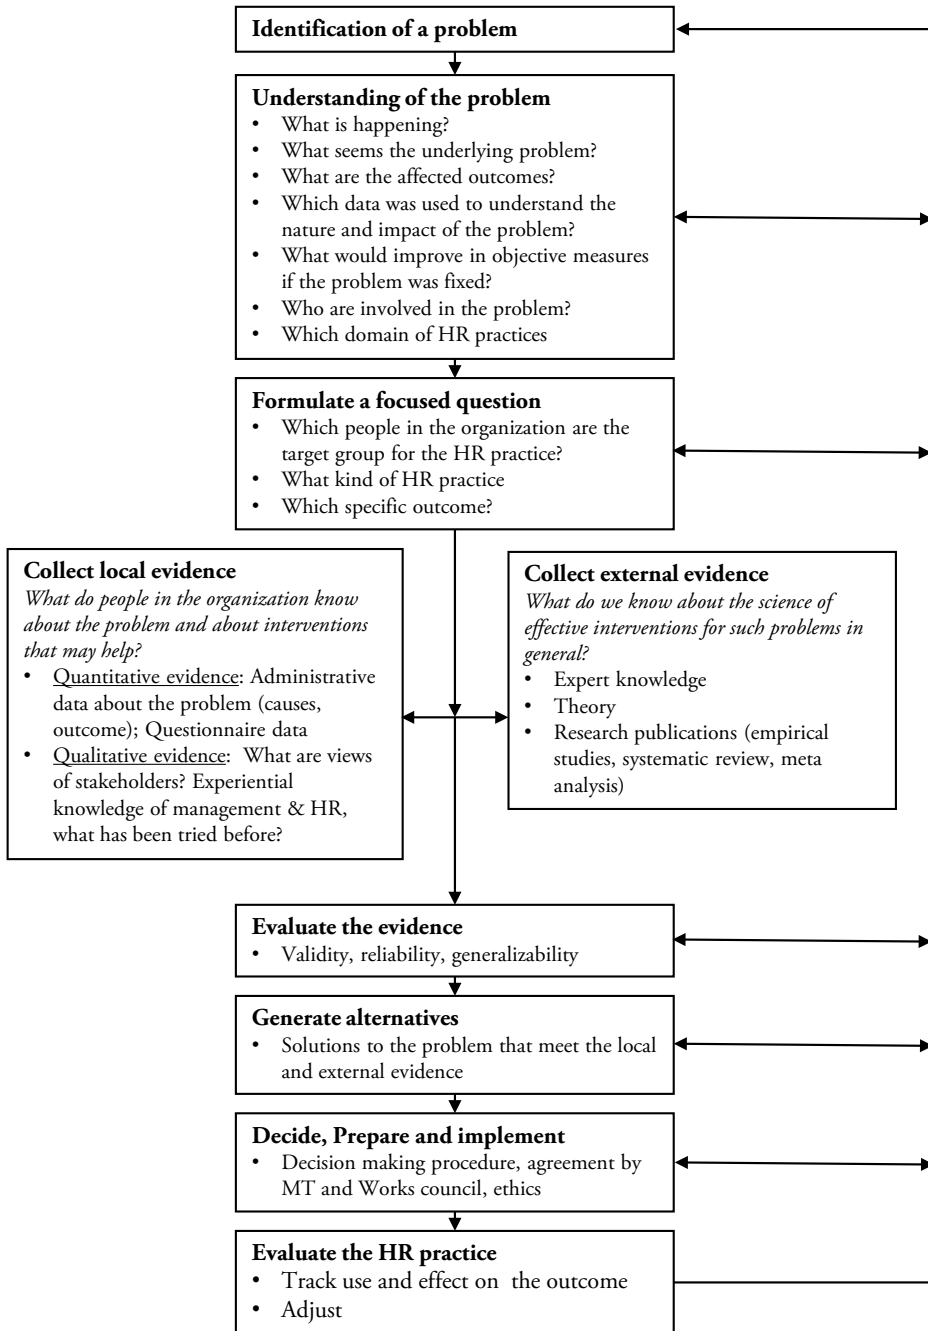 Identification of a problem
Understanding of the problem
• What is happening?
• What seems the underlying problem?
• What are the affected outcomes?
• Which data was used to understand the
nature and impact of the problem?
• What would improve in objective measures
if the problem was fixed?
• Who are involved in the problem?
• Which domain of HR practices
Formulate a focused question
• Which people in the organization are the
target group for the HR practice?
• What kind of HR practice
• Which specific outcome?
Collect local evidence
What do people in the organization know
about the problem and about interventions
that may help?
• Quantitative evidence: Administrative
data about the problem (causes,
outcome); Questionnaire data
• Qualitative evidence: What are views
of stakeholders? Experiential
knowledge of management & HR,
what has been tried before?
Collect external evidence
What do we know about the science of
effective interventions for such problems in
general?
• Expert knowledge
• Theory
• Research publications (empirical
studies, systematic review, meta
analysis)
Evaluate the evidence
• Validity, reliability, generalizability
Generate alternatives
• Solutions to the problem that meet the local
and external evidence
Decide, Prepare and implement
• Decision making procedure, agreement by
MT and Works council, ethics
Evaluate the HR practice
• Track use and effect on the outcome
• Adjust